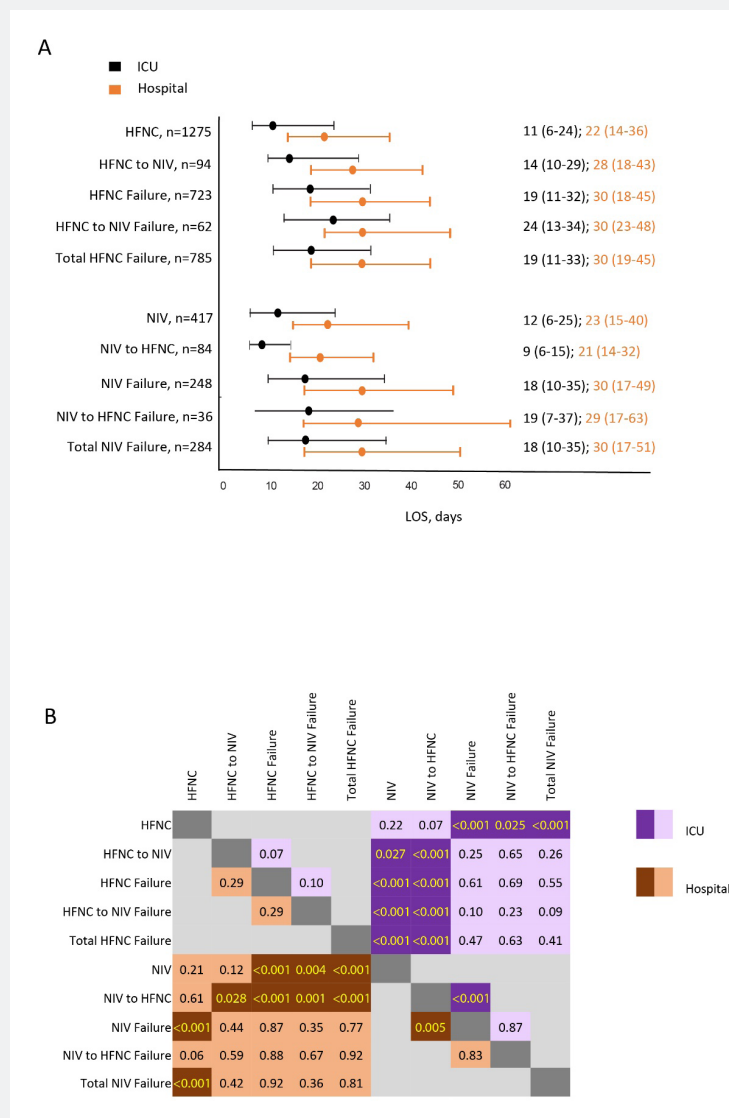 A
ICU
Hospital
HFNC, n=1275 11 (6-24); 22 (14-36)
HFNC to NIV, n=94 14 (10-29); 28 (18-43)
HFNC Failure, n=723 19 (11-32); 30 (18-45)
HFNC to NIV Failure, n=62 24 (13-34); 30 (23-48)
Total HFNC Failure, n=785 19 (11-33); 30 (19-45)
NIV, n=417 12 (6-25); 23 (15-40)
NIV to HFNC, n=84 9 (6-15); 21 (14-32)
NIV Failure, n=248 18 (10-35); 30 (17-49)
NIV to HFNC Failure, n=36 19 (7-37); 29 (17-63)
Total NIV Failure, n=284 18 (10-35); 30 (17-51)
0 10 20 30 40 50 60
LOS, days
B
HFNC
HFNC to NIV
HFNC Failure
HFNC to NIV Failure
Total HFNC Failure
NIV
NIV to HFNC
NIV Failure
NIV to HFNC Failure
Total NIV Failure
HFNC 0.22 0.07 <0.001 0.025 <0.001
HFNC to NIV 0.07 0.027 <0.001 0.25 0.65 0.26
HFNC Failure 0.29 0.10 <0.001 <0.001 0.61 0.69 0.55
HFNC to NIV Failure 0.29 <0.001 <0.001 0.10 0.23 0.09
Total HFNC Failure <0.001 <0.001 0.47 0.63 0.41
NIV 0.21 0.12 <0.001 0.004 <0.001
NIV to HFNC 0.61 0.028 <0.001 0.001 <0.001 <0.001
NIV Failure <0.001 0.44 0.87 0.35 0.77 0.005 0.87
NIV to HFNC Failure 0.06 0.59 0.88 0.67 0.92 0.83
Total NIV Failure <0.001 0.42 0.92 0.36 0.81
ICU
Hospital